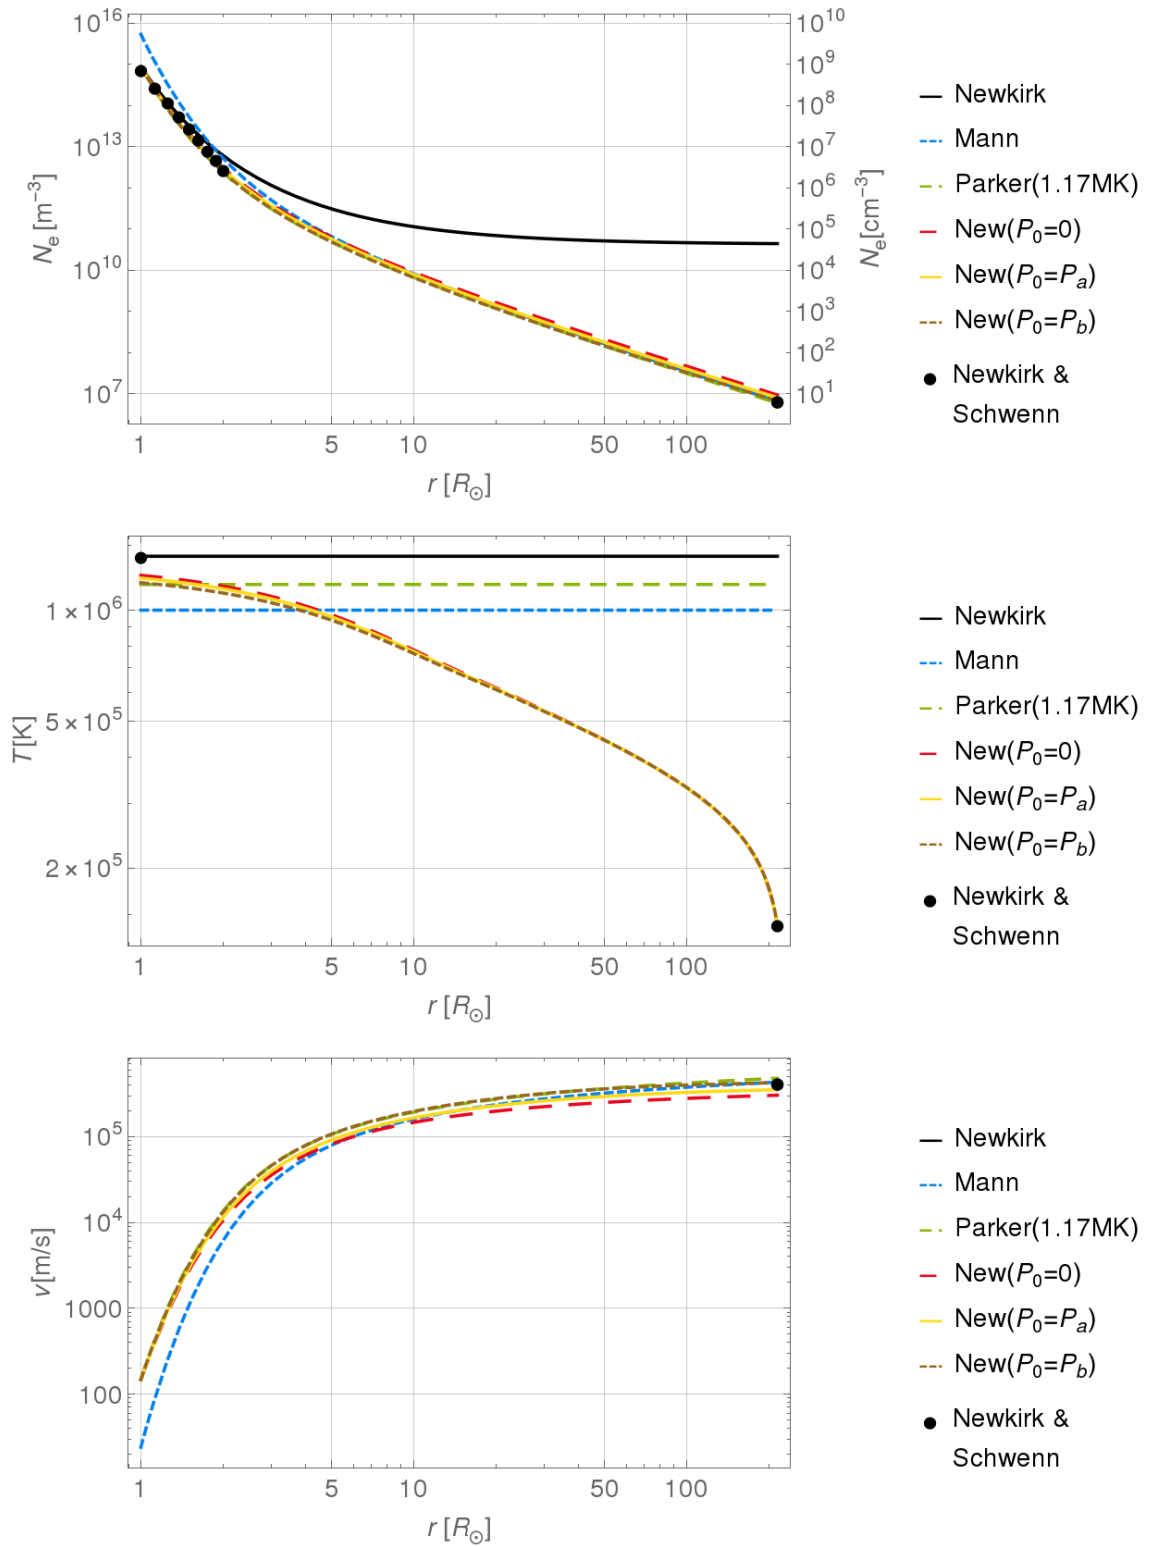 10^16
10^13
10^10
10^7
N_e [m^−3]
10^10
10^9
10^8
10^7
10^6
10^5
10^4
10^3
10^2
10^1
N_e[cm^−3]
1 5 10 50 100
r [R_⊙]
Newkirk
Mann
Parker(1.17MK)
New(P_0=0)
New(P_0=P_a)
New(P_0=P_b)
Newkirk &
Schwenn
1×10^6
5×10^5
2×10^5
T[K]
1 5 10 50 100
r [R_⊙]
Newkirk
Mann
Parker(1.17MK)
New(P_0=0)
New(P_0=P_a)
New(P_0=P_b)
Newkirk &
Schwenn
10^5
10^4
1000
100
v[m/s]
1 5 10 50 100
r [R_⊙]
Newkirk
Mann
Parker(1.17MK)
New(P_0=0)
New(P_0=P_a)
New(P_0=P_b)
Newkirk &
Schwenn